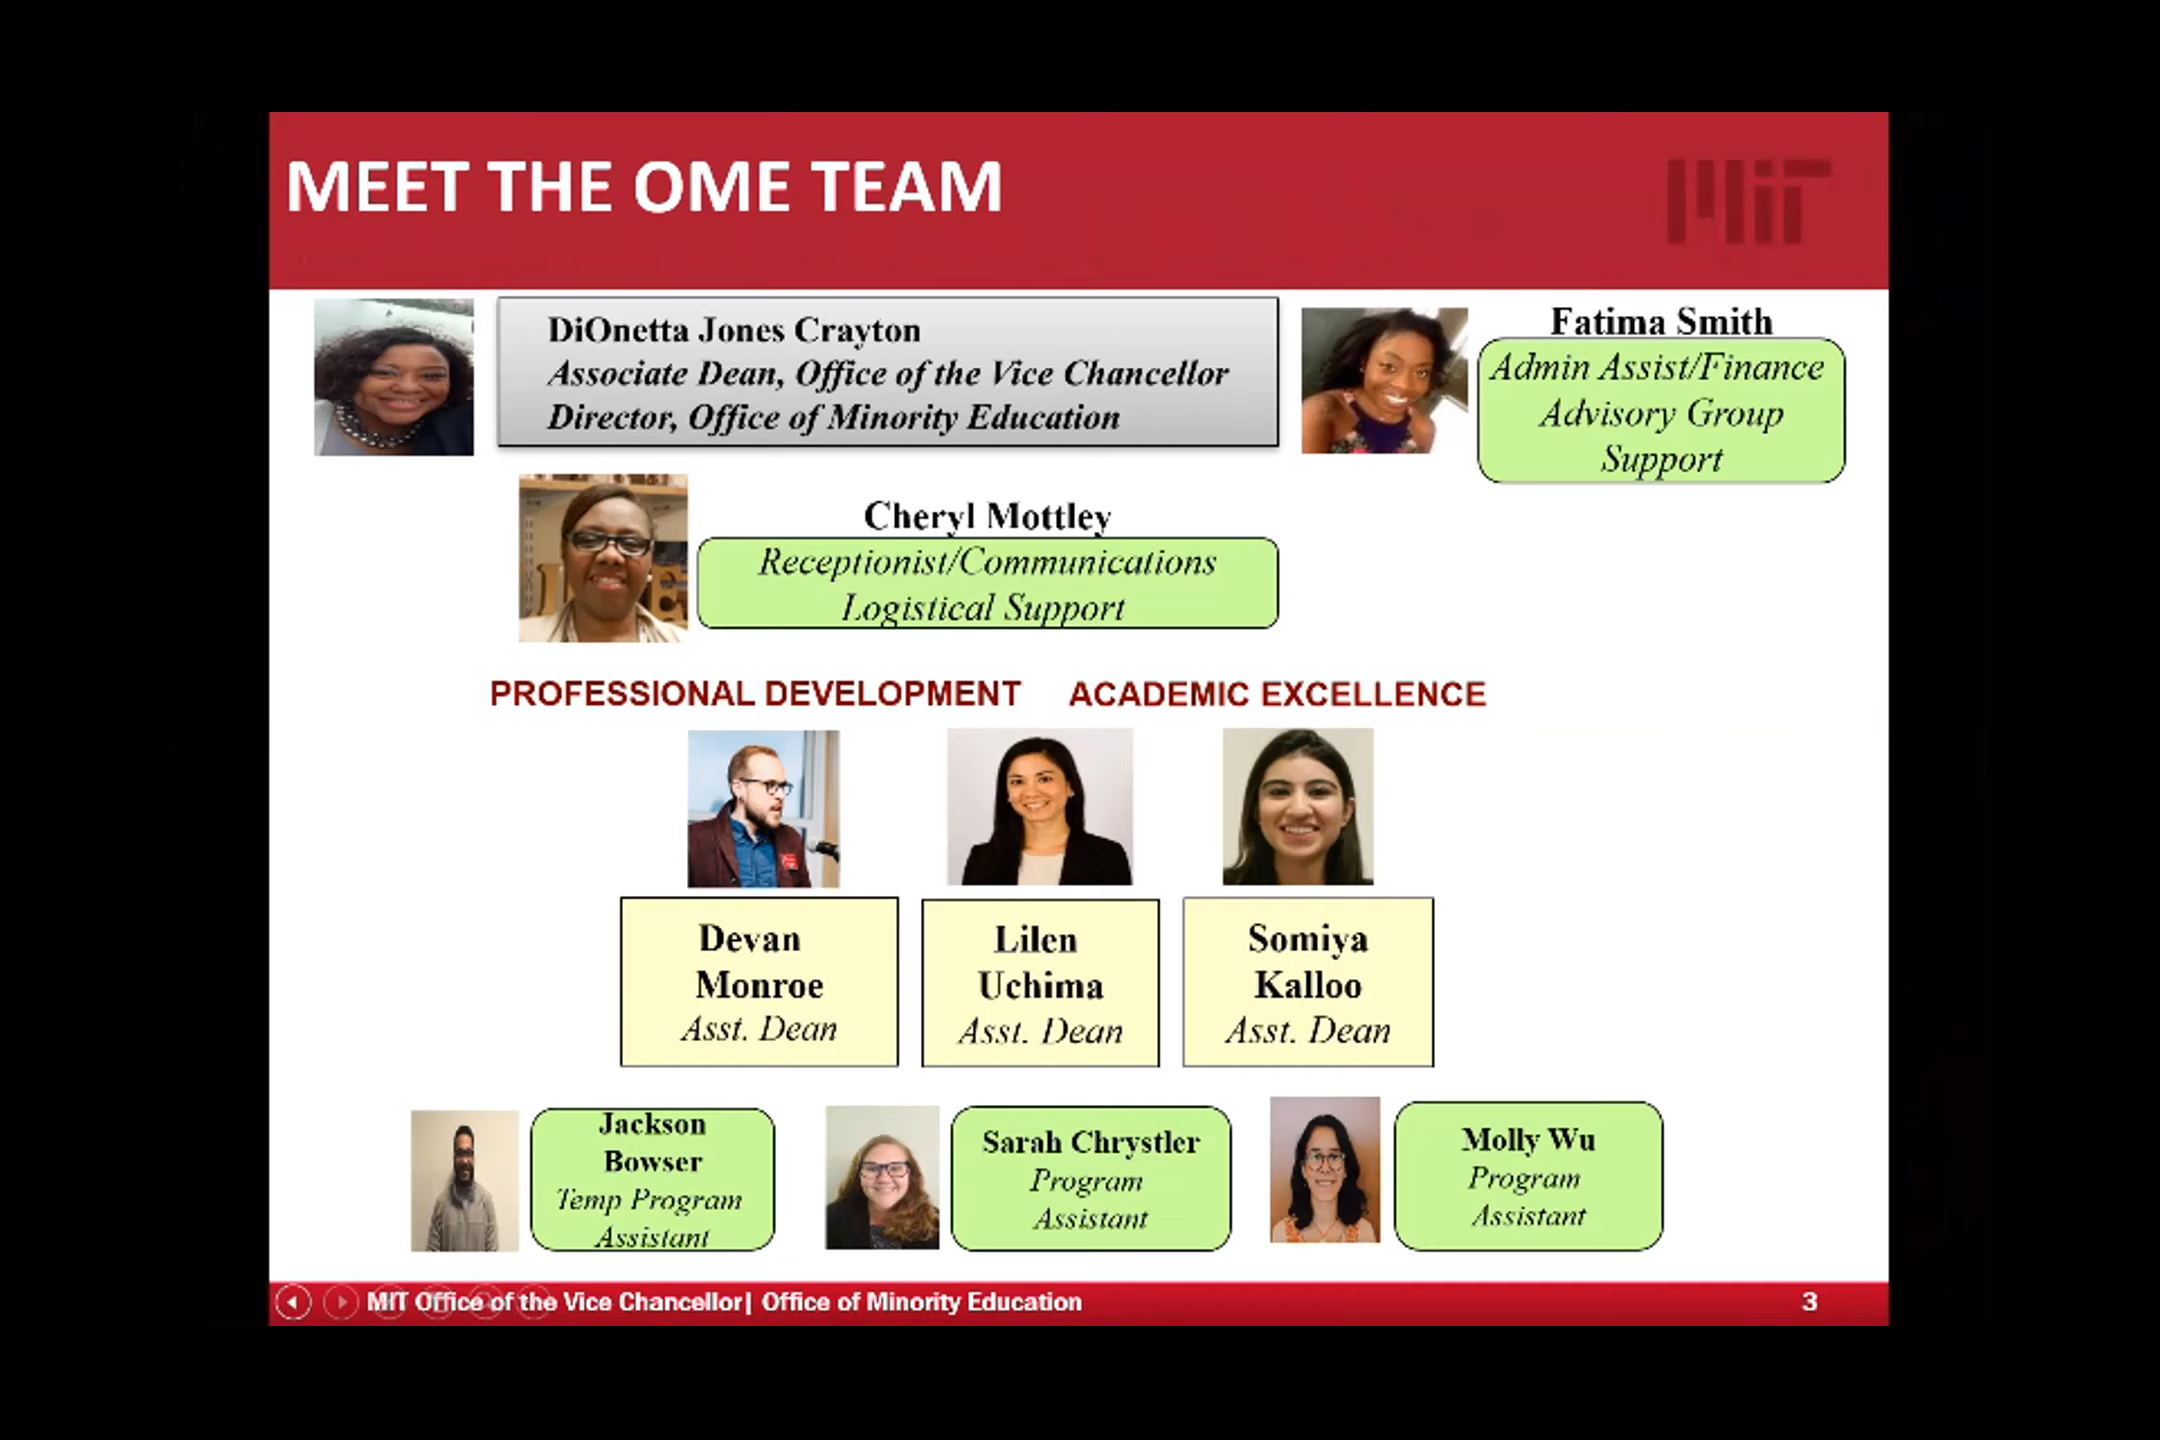 MEET THE OME TEAM
MIT
DiOnetta Jones Crayton
Associate Dean, Office of the Vice Chancellor
Director, Office of Minority Education
Fatima Smith
Admin Assist/Finance
Advisory Group
Support
Cheryl Mottley
Receptionist/Communications
Logistical Support
PROFESSIONAL DEVELOPMENT
ACADEMIC EXCELLENCE
Devan
Monroe
Asst. Dean
Lilen
Uchima
Asst. Dean
Somiya
Kalloo
Asst. Dean
Jackson
Bowser
Temp Program
Assistant
Sarah Chrystler
Program
Assistant
Molly Wu
Program
Assistant
MIT Office of the Vice Chancellor| Office of Minority Education
3